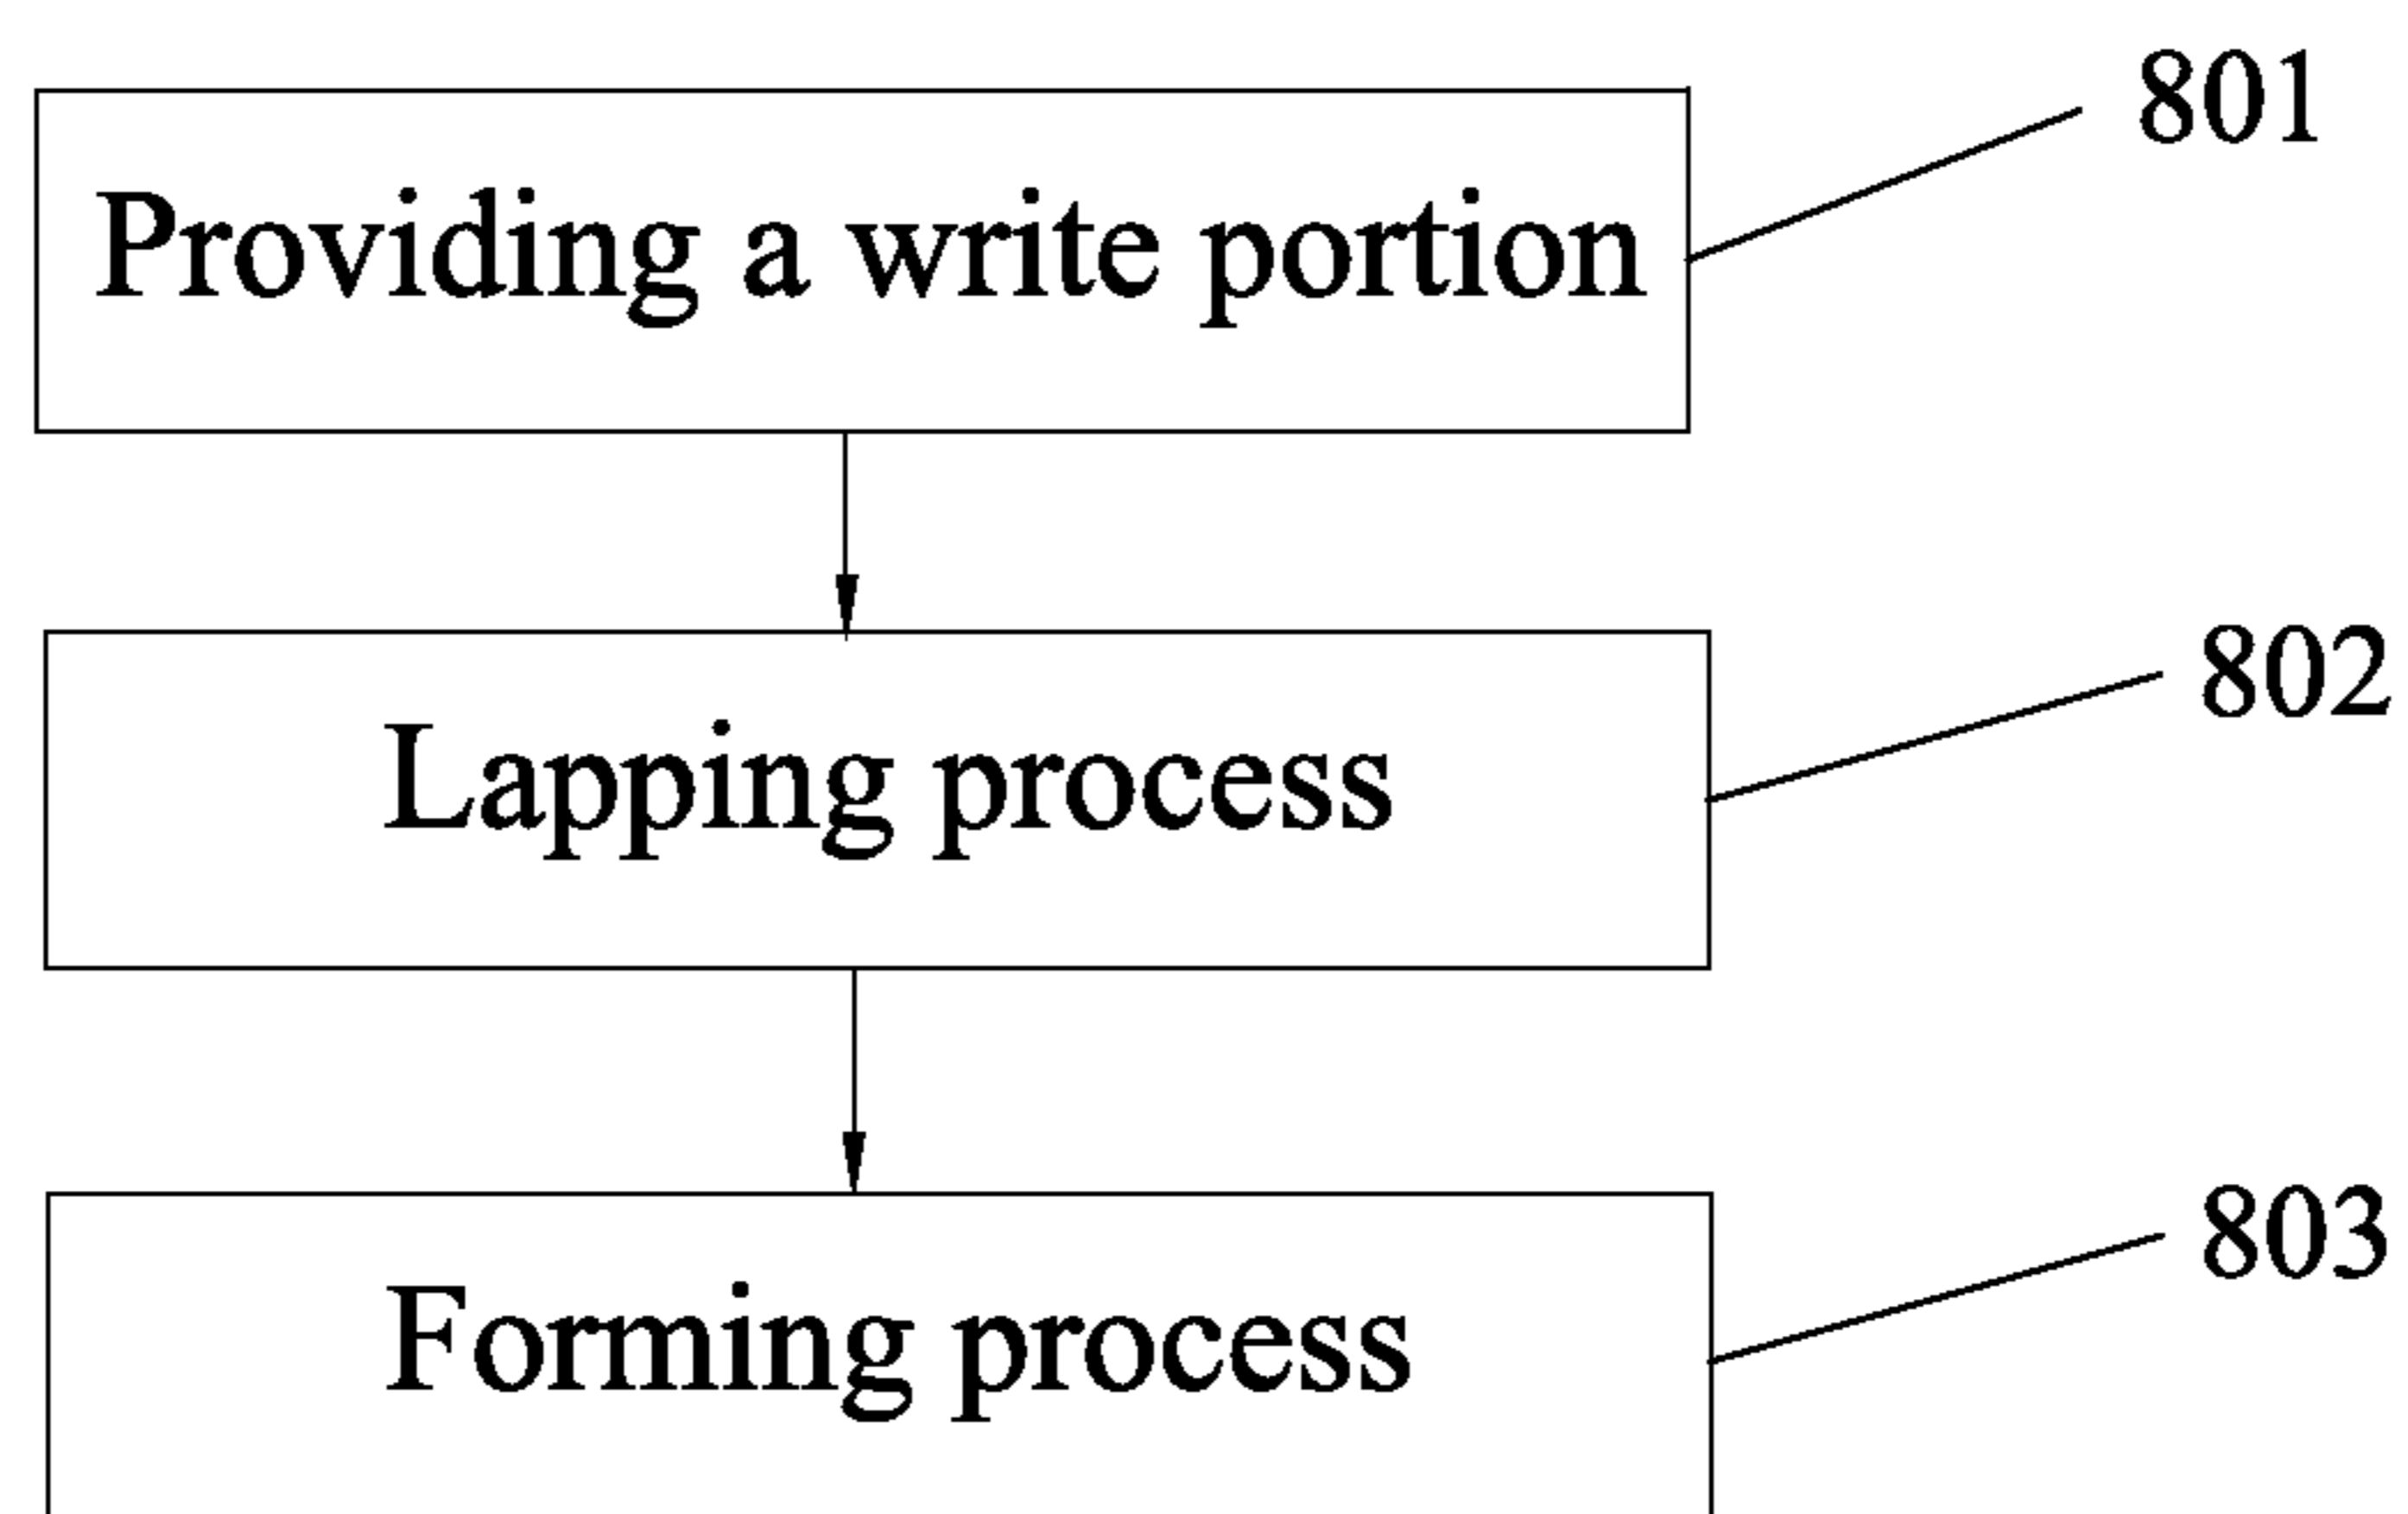 801
Providing a write portion
802
Lapping process
803
Forming process